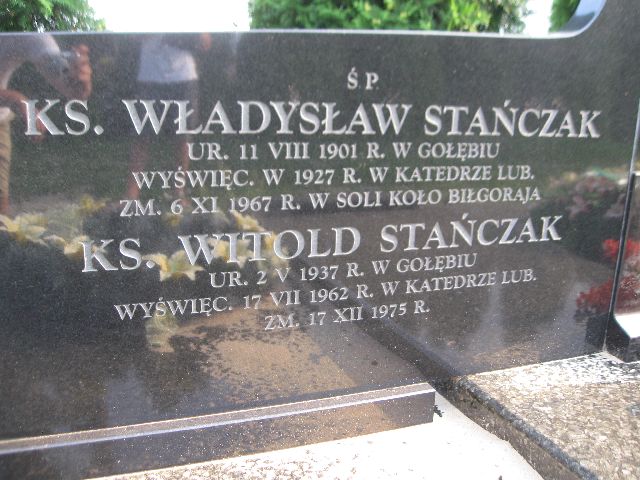 Ś P.
KS. WŁADYSŁAW STAŃCZAK
UR. 11 VIII 1901 R. W GOŁĘBIU
WYŚWIĘC. W 1927 R. W KATEDRZE LUB.
ZM. 6 XI 1967 R. W SOLI KOŁO BIŁGORAJA
KS. WITOLD STAŃCZAK
UR. 2 V 1937 R. W GOŁĘBIU
WYŚWIĘC. 17 VII 1962 R. W KATEDRZE LUB.
ZM. 17 XII 1975 R.